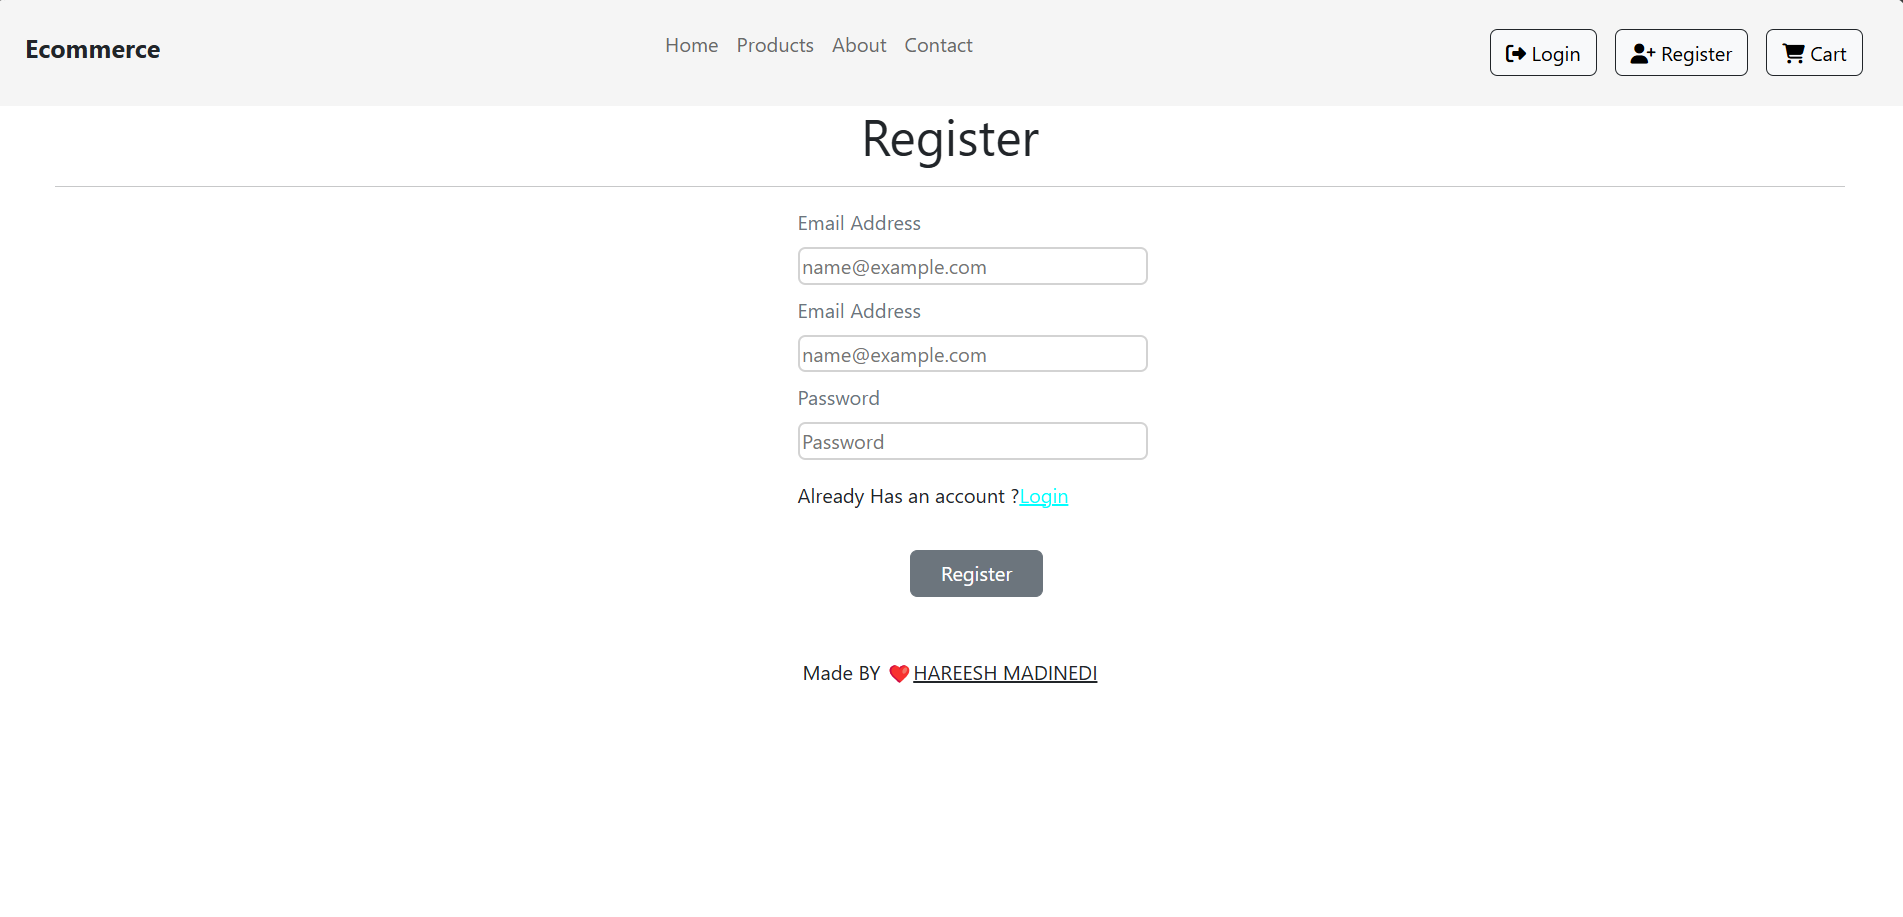 Ecommerce Home Products About Contact Login Register Cart
Register
Email Address
name@example.com
Email Address
name@example.com
Password
Password
Already Has an account ?Login
Register
Made BY ❤️HAREESH MADINEDI